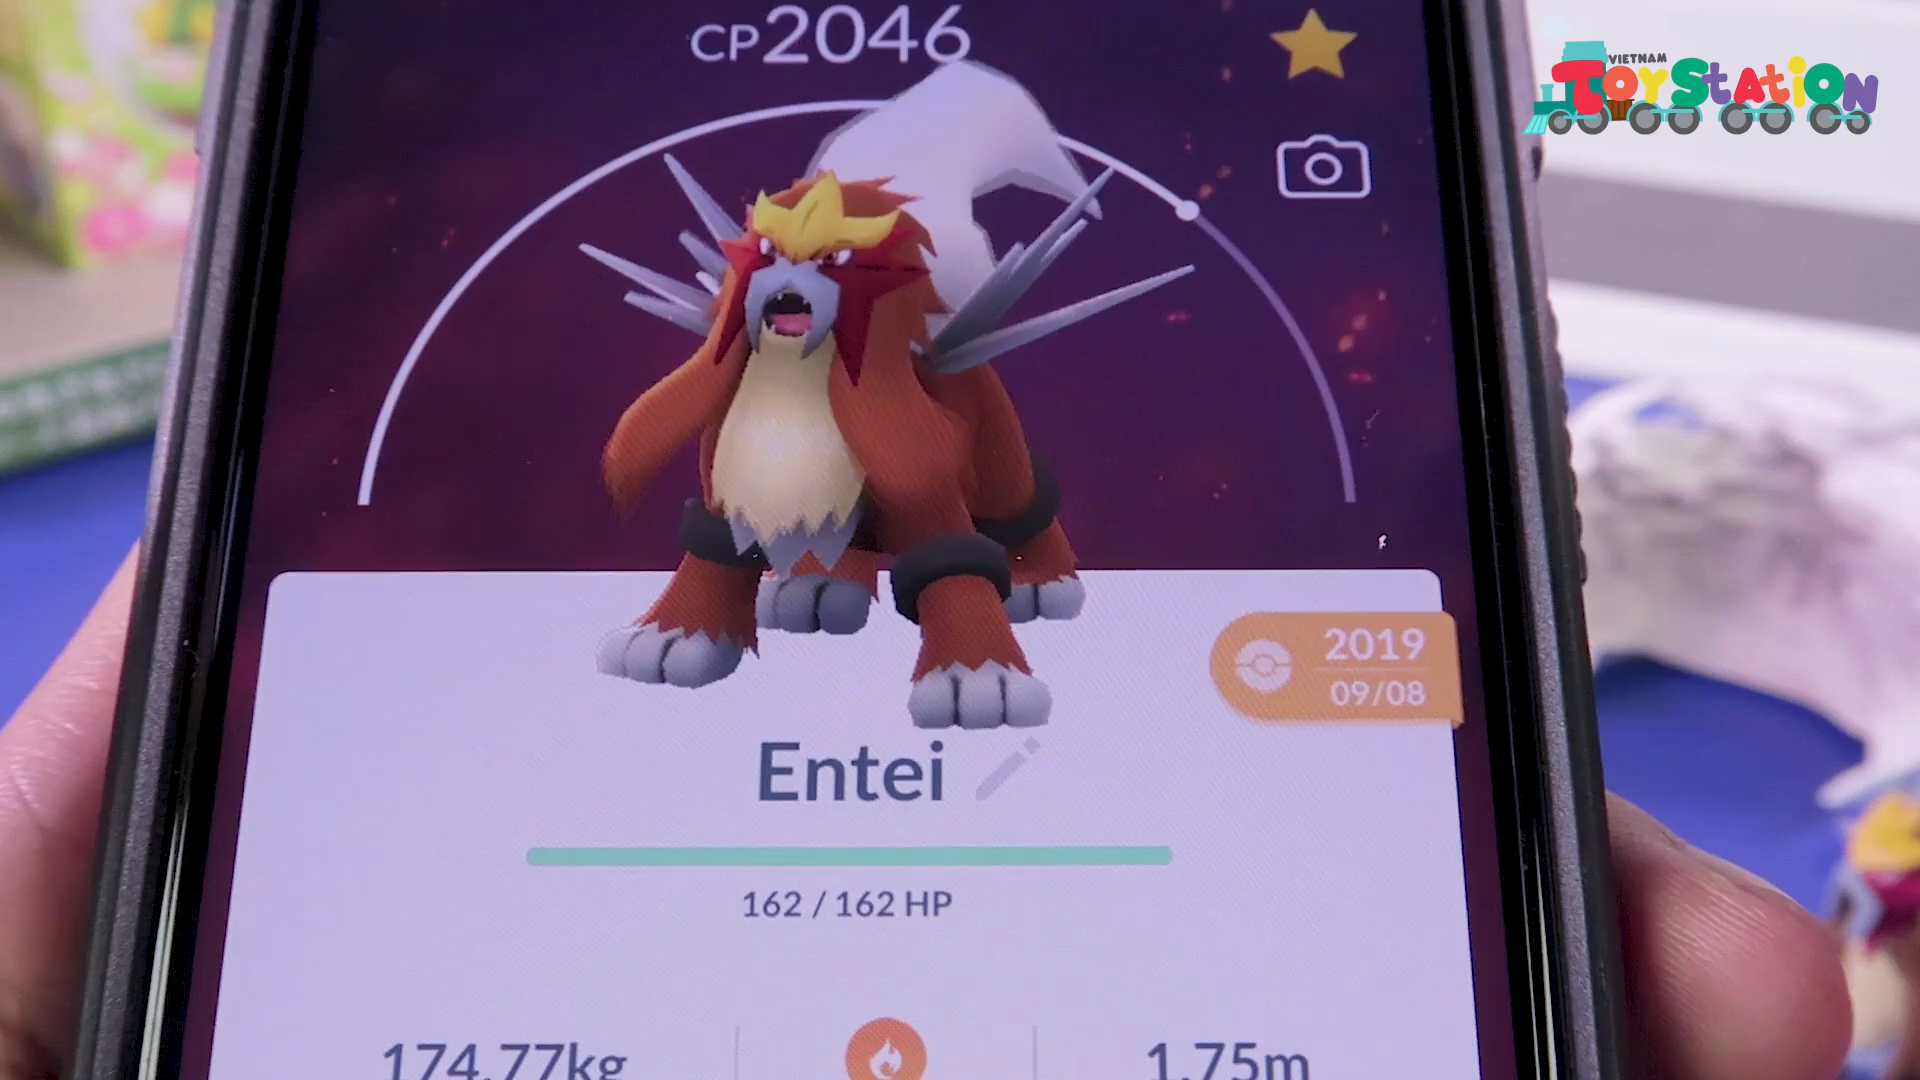 CP2046
VIETNAM
ToyStation
2019
09/08
Entei
162 / 162 HP
174.77kg
1.75m